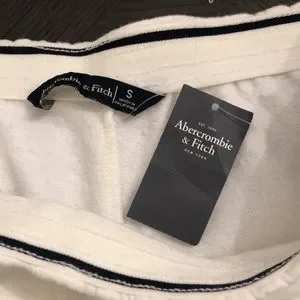 Abercrombie & Fitch
S
MADE IN
EST. 1892
Abercrombie
& Fitch
NEW YORK